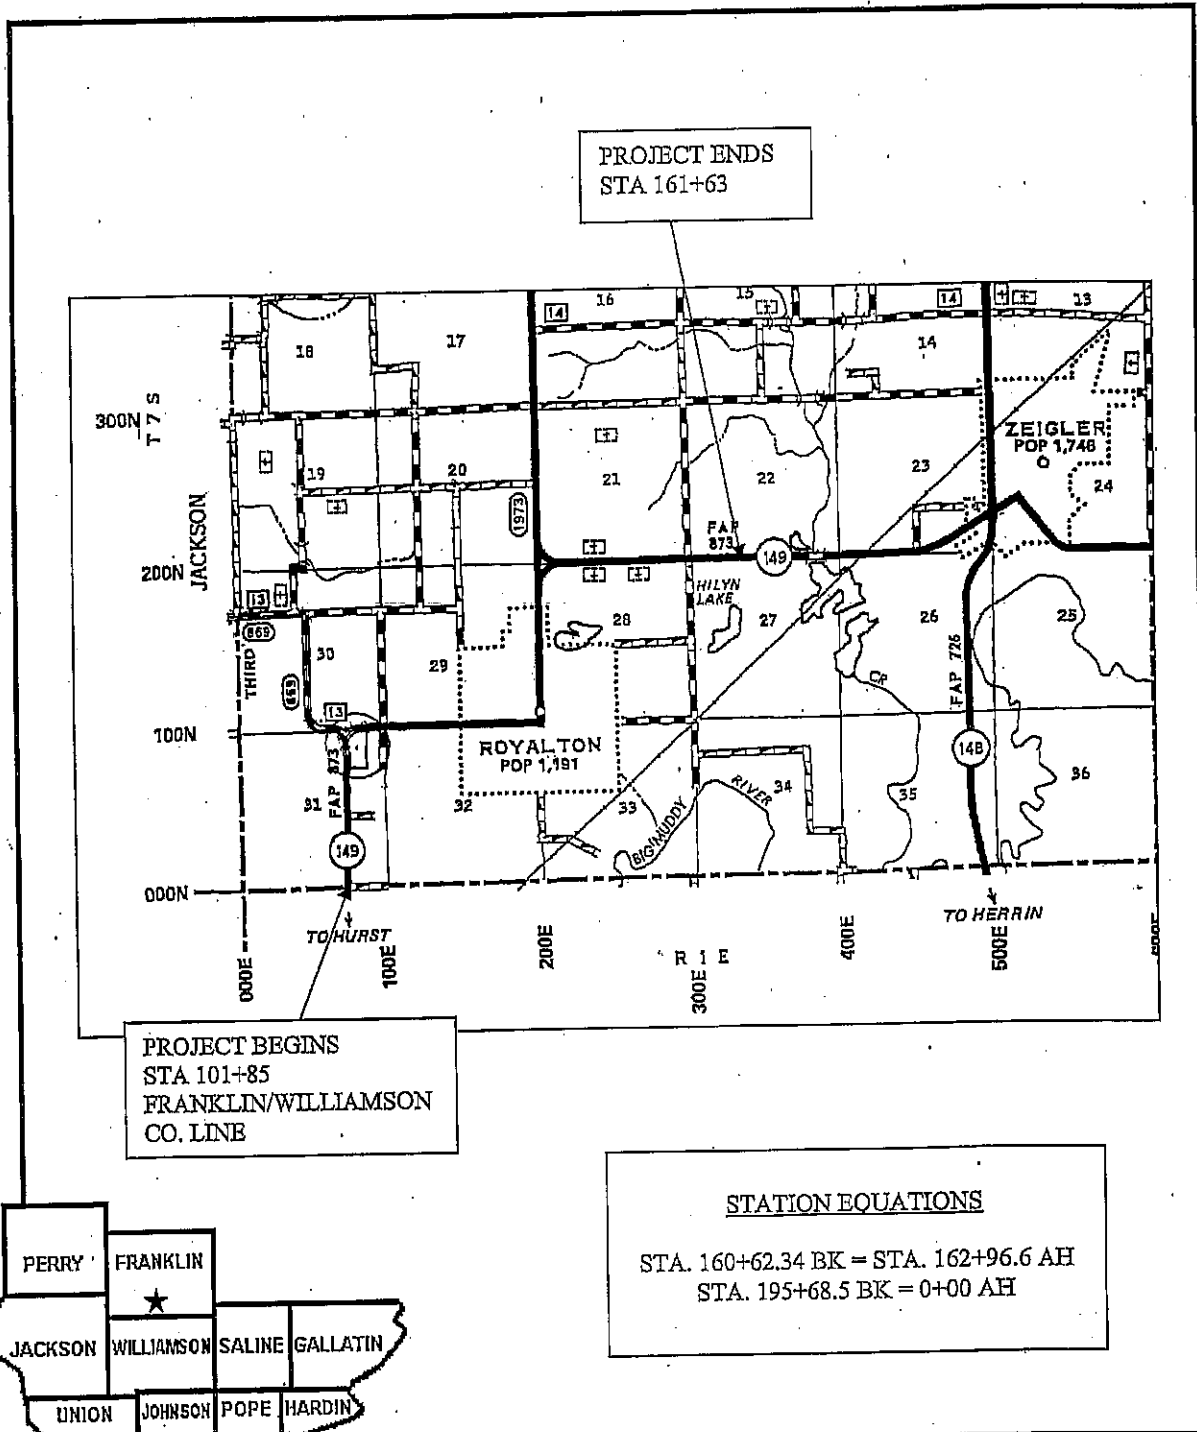 PROJECT ENDS
STA 161+63
16
15
14
13
14
14
17
18
300N
T 7 S
ZEIGLER
POP 1,746
19
20
21
22
23
24
JACKSON
1973
FAP
873
149
200N
HILYN
LAKE
13
869
THIRD
30
29
28
27
26
25
869
13
FAP 726
CR
100N
ROYALTON
POP 1,191
148
FAP 873
31
32
33
34
35
36
BIG MUDDY
RIVER
149
000N
TO HURST
TO HERRIN
000E
100E
200E
R 1 E
300E
400E
500E
PROJECT BEGINS
STA 101+85
FRANKLIN/WILLIAMSON
CO. LINE
STATION EQUATIONS
STA. 160+62.34 BK = STA. 162+96.6 AH
STA. 195+68.5 BK = 0+00 AH
PERRY
FRANKLIN
JACKSON
WILLIAMSON
SALINE
GALLATIN
UNION
JOHNSON
POPE
HARDIN